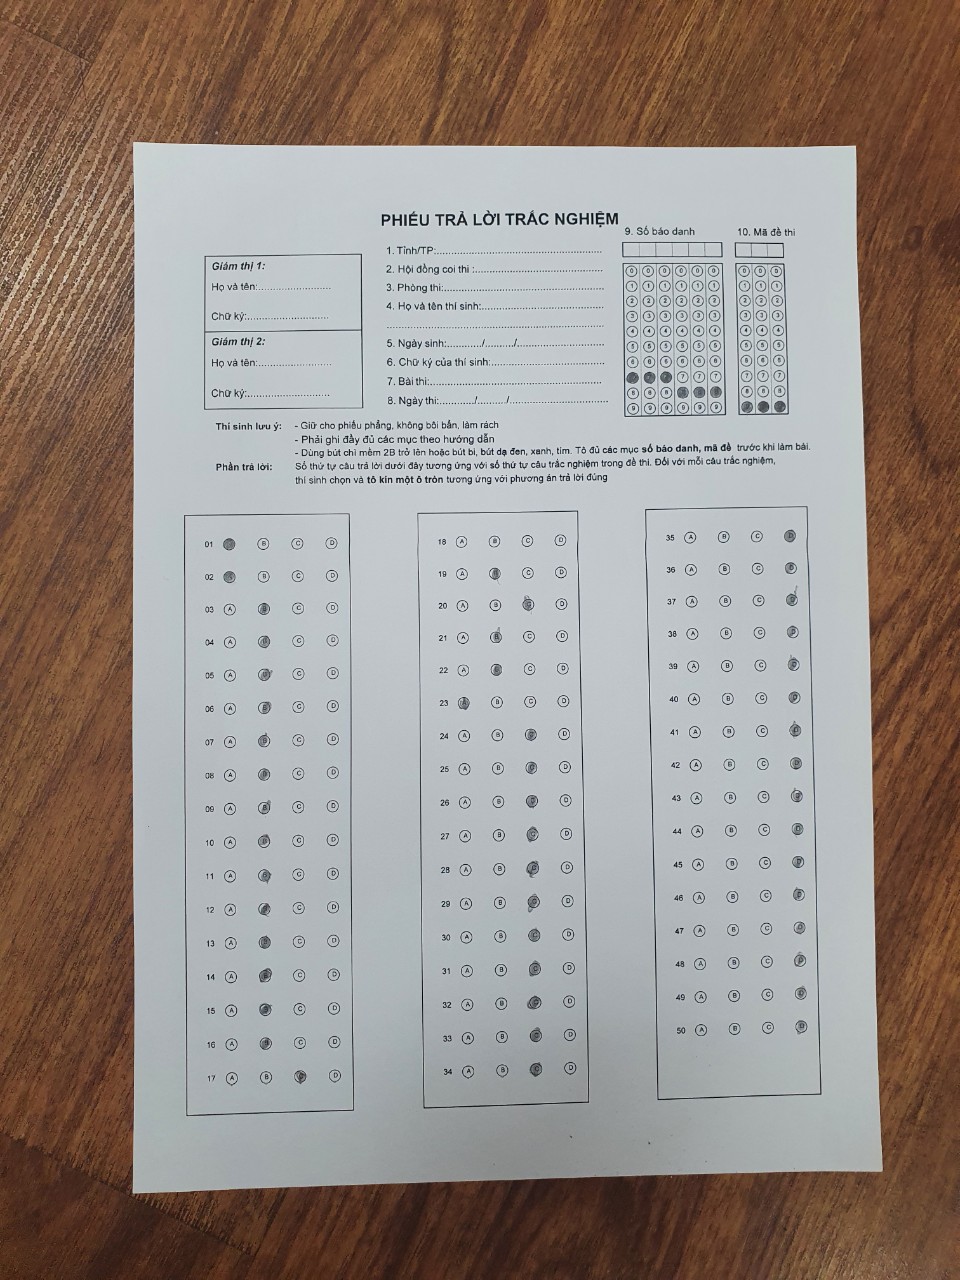 PHIẾU TRẢ LỜI TRẮC NGHIỆM
Giám thị 1:
Họ và tên:........................
Chữ ký:...........................
Giám thị 2:
Họ và tên:........................
Chữ ký:...........................
1. Tỉnh/TP:.......................................................
2. Hội đồng coi thi :..........................................
3. Phòng thi:.....................................................
4. Họ và tên thí sinh:........................................
........................................................................
5. Ngày sinh:.........../........../.............................
6. Chữ ký của thí sinh:.....................................
7. Bài thi:..........................................................
8. Ngày thi:............/........../................................
9. Số báo danh
0 0 0 0 0 0
1 1 1 1 1 1
2 2 2 2 2 2
3 3 3 3 3 3
4 4 4 4 4 4
5 5 5 5 5 5
6 6 6 6 6 6
7 7 7
8 8 8
9 9 9 9 9 9
10. Mã đề thi
0 0 0
1 1 1
2 2 2
3 3 3
4 4 4
5 5 5
6 6 6
7 7 7
8 8 8
Thí sinh lưu ý: - Giữ cho phiếu phẳng, không bôi bẩn, làm rách
- Phải ghi đầy đủ các mục theo hướng dẫn
- Dùng bút chì mềm 2B trở lên hoặc bút bi, bút dạ đen, xanh, tím. Tô đủ các mục số báo danh, mã đề trước khi làm bài.
Phần trả lời: Số thứ tự câu trả lời dưới đây tương ứng với số thứ tự câu trắc nghiệm trong đề thi. Đối với mỗi câu trắc nghiệm,
thí sinh chọn và tô kín một ô tròn tương ứng với phương án trả lời đúng
01 B C D
02 B C D
03 A C D
04 A C D
05 A C D
06 A C D
07 A C D
08 A C D
09 A C D
10 A C D
11 A C D
12 A C D
13 A C D
14 A C D
15 A C D
16 A C D
17 A B D
18 A B C D
19 A C D
20 A B D
21 A C D
22 A C D
23 B C D
24 A B D
25 A B D
26 A B D
27 A B D
28 A B D
29 A B D
30 A B D
31 A B D
32 A B D
33 A B D
34 A B D
35 A B C
36 A B C
37 A B C
38 A B C
39 A B C
40 A B C
41 A B C
42 A B C
43 A B C
44 A B C
45 A B C
46 A B C
47 A B C
48 A B C
49 A B C
50 A B C